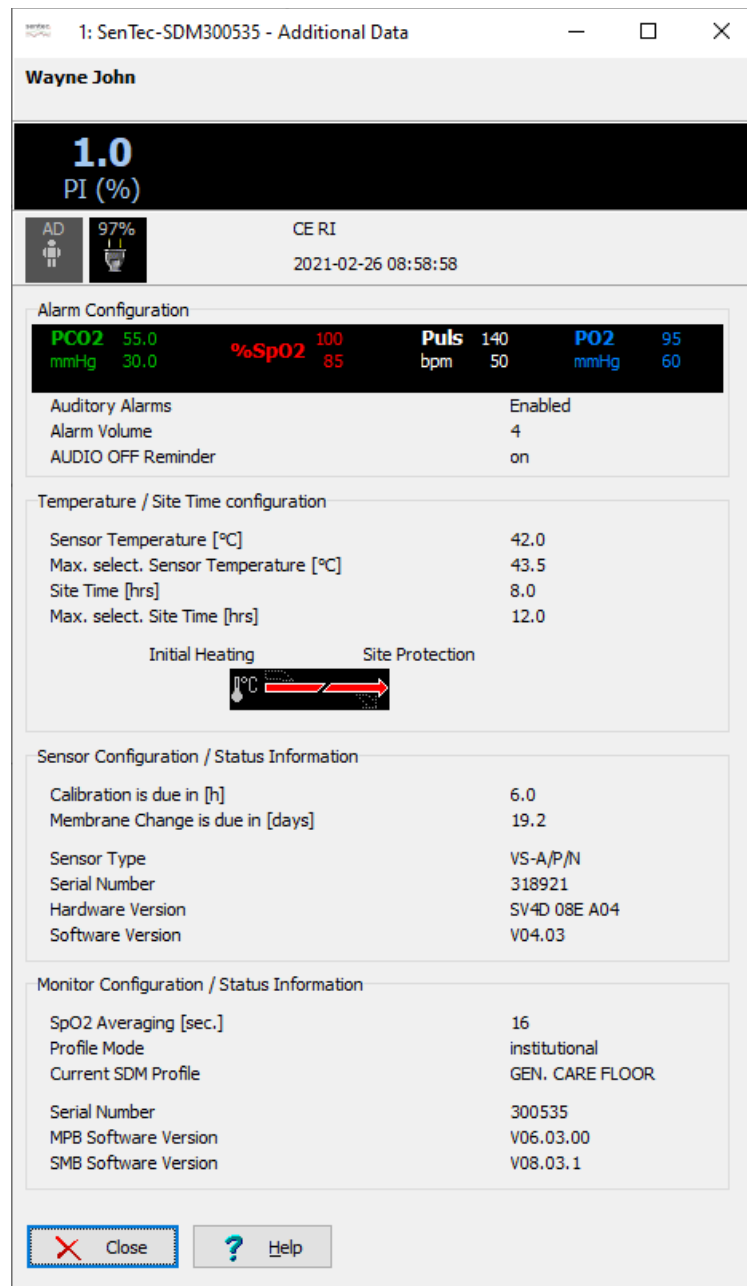 sentec
1: SenTec-SDM300535 - Additional Data
Wayne John
1.0
PI (%)
AD 97% CE RI
2021-02-26 08:58:58
Alarm Configuration
PCO2 55.0 %SpO2 100 Puls 140 PO2 95
mmHg 30.0 85 bpm 50 mmHg 60
Auditory Alarms Enabled
Alarm Volume 4
AUDIO OFF Reminder on
Temperature / Site Time configuration
Sensor Temperature [°C] 42.0
Max. select. Sensor Temperature [°C] 43.5
Site Time [hrs] 8.0
Max. select. Site Time [hrs] 12.0
Initial Heating Site Protection
°C
Sensor Configuration / Status Information
Calibration is due in [h] 6.0
Membrane Change is due in [days] 19.2
Sensor Type VS-A/P/N
Serial Number 318921
Hardware Version SV4D 08E A04
Software Version V04.03
Monitor Configuration / Status Information
SpO2 Averaging [sec.] 16
Profile Mode institutional
Current SDM Profile GEN. CARE FLOOR
Serial Number 300535
MPB Software Version V06.03.00
SMB Software Version V08.03.1
Close ? Help